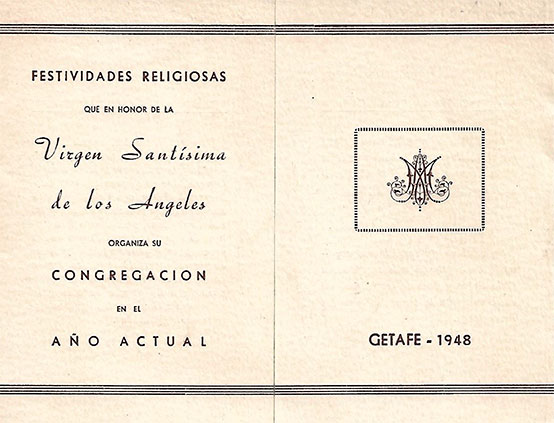 FESTIVIDADES RELIGIOSAS
QUE EN HONOR DE LA
Virgen Santísima
de los Angeles
ORGANIZA SU
CONGREGACION
EN EL
AÑO ACTUAL
GETAFE - 1948